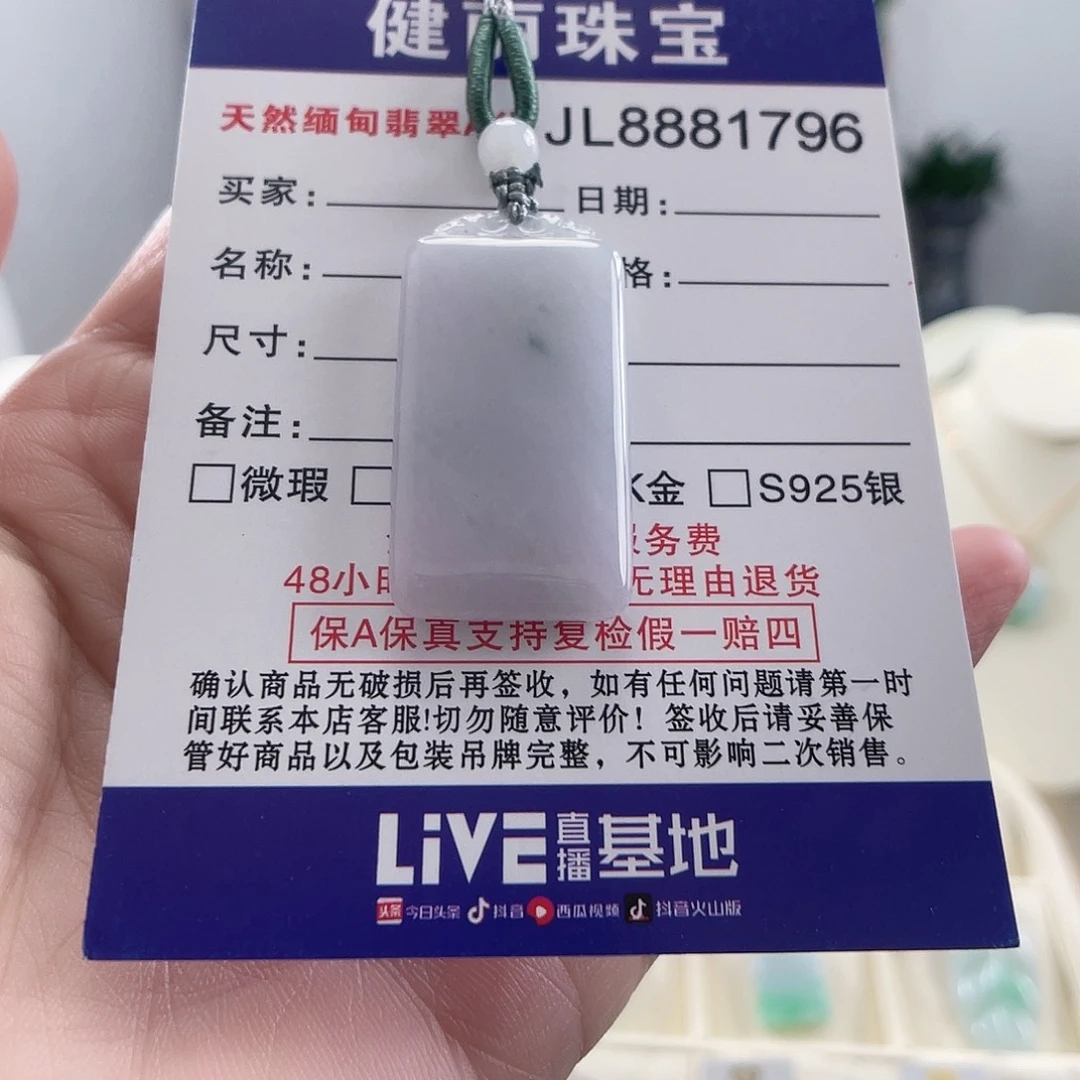 健丽珠宝
天然缅甸翡翠A JL8881796
买家: 日期:
名称: 格:
尺寸:
备注:
微瑕 K金 S925银
服务费
48小时 无理由退货
保A保真支持复检假一赔四
确认商品无破损后再签收，如有任何问题请第一时
间联系本店客服!切勿随意评价！签收后请妥善保
管好商品以及包装吊牌完整，不可影响二次销售。
LiVE直播基地
头条 今日头条 抖音 西瓜视频 抖音火山版